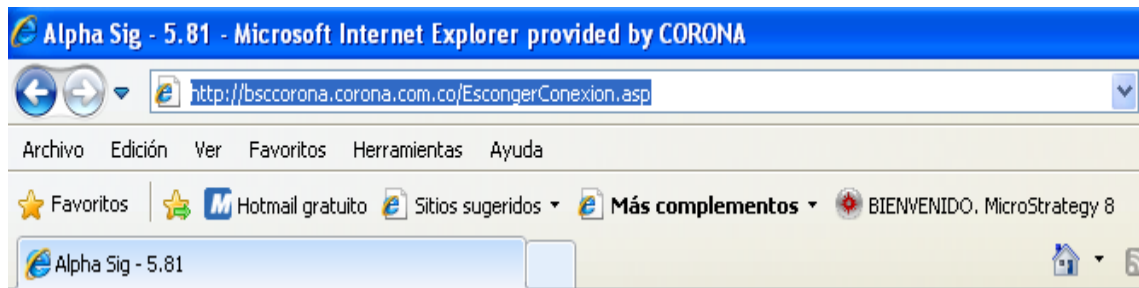 Alpha Sig - 5.81 - Microsoft Internet Explorer provided by CORONA
http://bsccorona.corona.com.co/EscongerConexion.asp
Archivo Edición Ver Favoritos Herramientas Ayuda
Favoritos Hotmail gratuito Sitios sugeridos Más complementos BIENVENIDO. MicroStrategy 8
Alpha Sig - 5.81